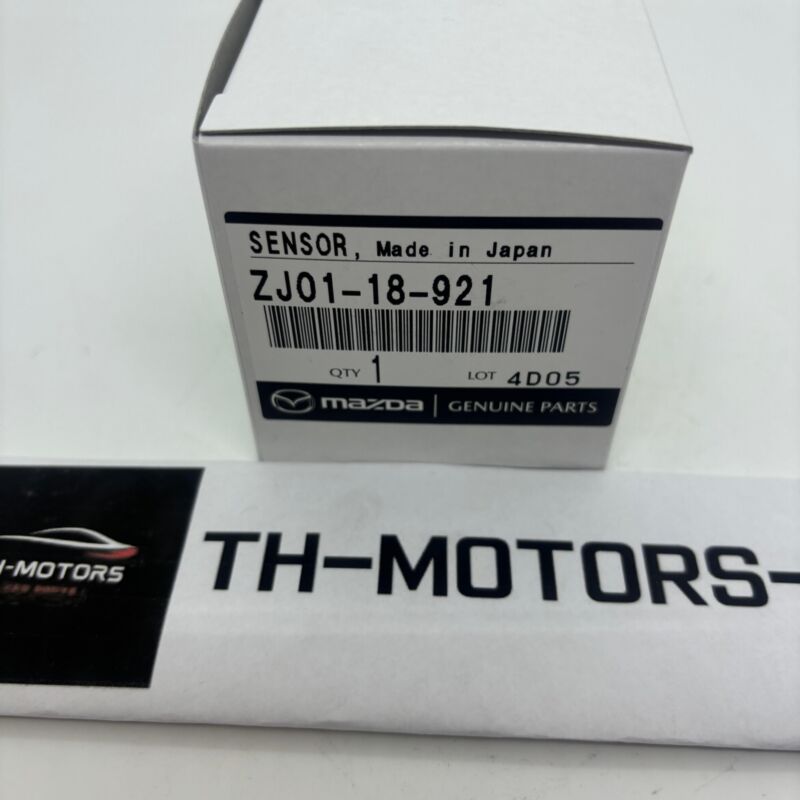 SENSOR, Made in Japan
ZJ01-18-921
QTY 1 LOT 4D05
mazda | GENUINE PARTS
TH-MOTORS-
H-MOTORS